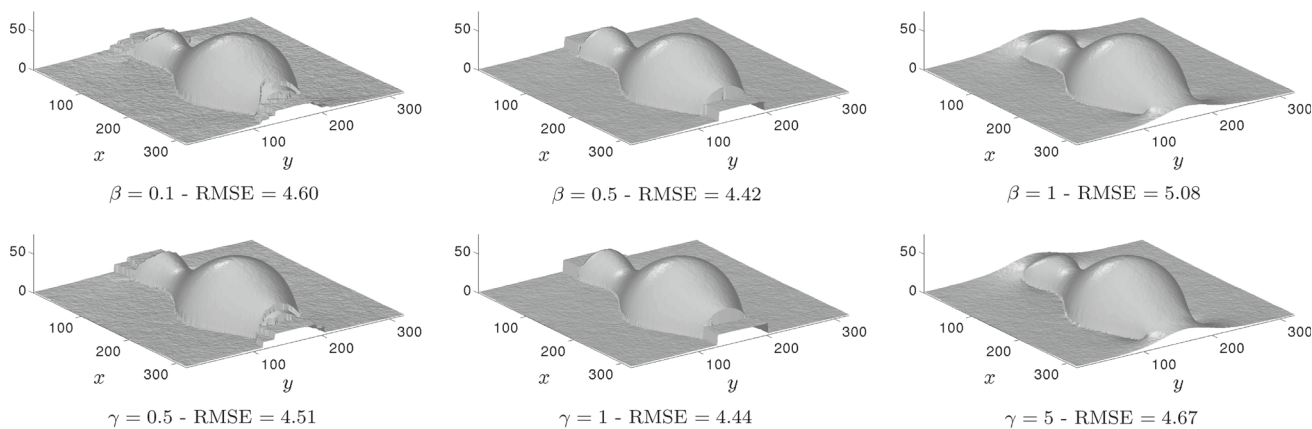 50
0
100
200
300
x
100
200
300
y
β = 0.1 - RMSE = 4.60
50
0
100
200
300
x
100
200
300
y
β = 0.5 - RMSE = 4.42
50
0
100
200
300
x
100
200
300
y
β = 1 - RMSE = 5.08
50
0
100
200
300
x
100
200
300
y
γ = 0.5 - RMSE = 4.51
50
0
100
200
300
x
100
200
300
y
γ = 1 - RMSE = 4.44
50
0
100
200
300
x
100
200
300
y
γ = 5 - RMSE = 4.67